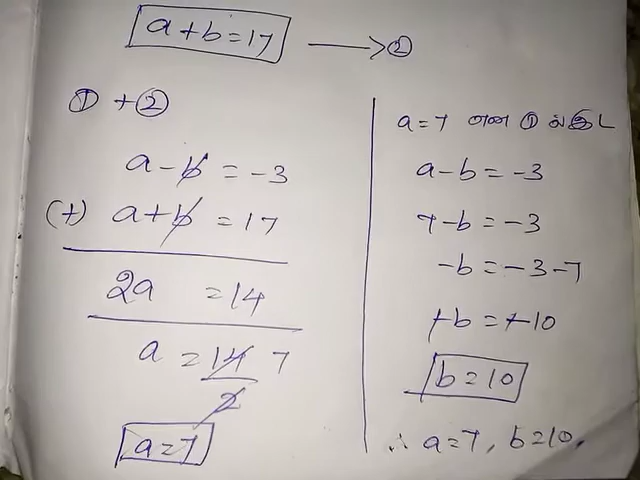 a + b = 17 → ②
① + ②
a - b = -3
(+) a + b = 17
2a = 14
a = 14/2 7
a = 7
a = 7 என ① ல் இட
a - b = -3
7 - b = -3
-b = -3 - 7
+b = +10
b = 10
∴ a = 7, b = 10.